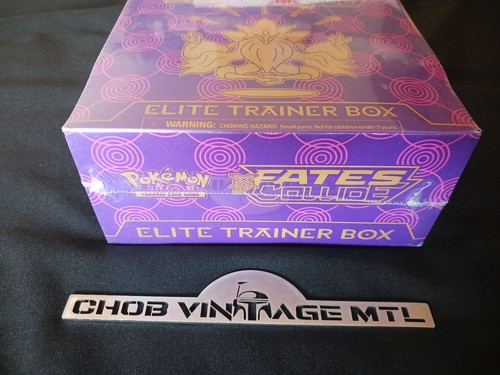 ELITE TRAINER BOX
WARNING: CHOKING HAZARD. Small parts. Not for children under 3 years.
POKéMON
TRADING CARD GAME
XY
FATES
COLLIDE
ELITE TRAINER BOX
CHOB VINTAGE MTL